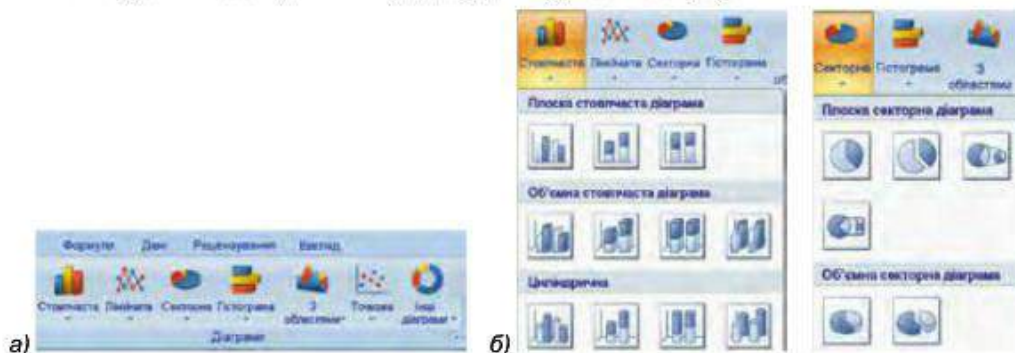 Формули Дані Рецензування Вигляд
Стовпчаста Лінійчата Секторна Гістограма З областями Точкова Інші діаграми
Діаграми
а)
Стовпчаста Лінійчата Секторна Гістограма
Плоска стовпчаста діаграма
Об'ємна стовпчаста діаграма
Циліндрична
б)
Секторна Гістограма З областями
Плоска секторна діаграма
Об'ємна секторна діаграма